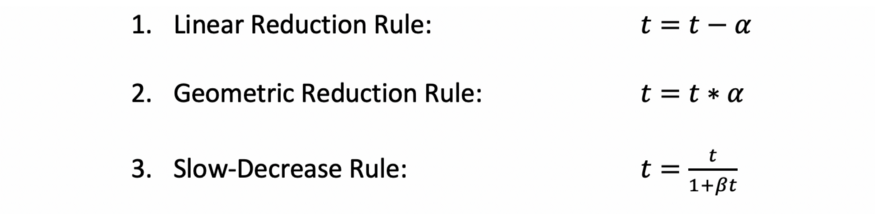 1. Linear Reduction Rule: t = t − α
2. Geometric Reduction Rule: t = t * α
3. Slow-Decrease Rule: t = t/(1+βt)